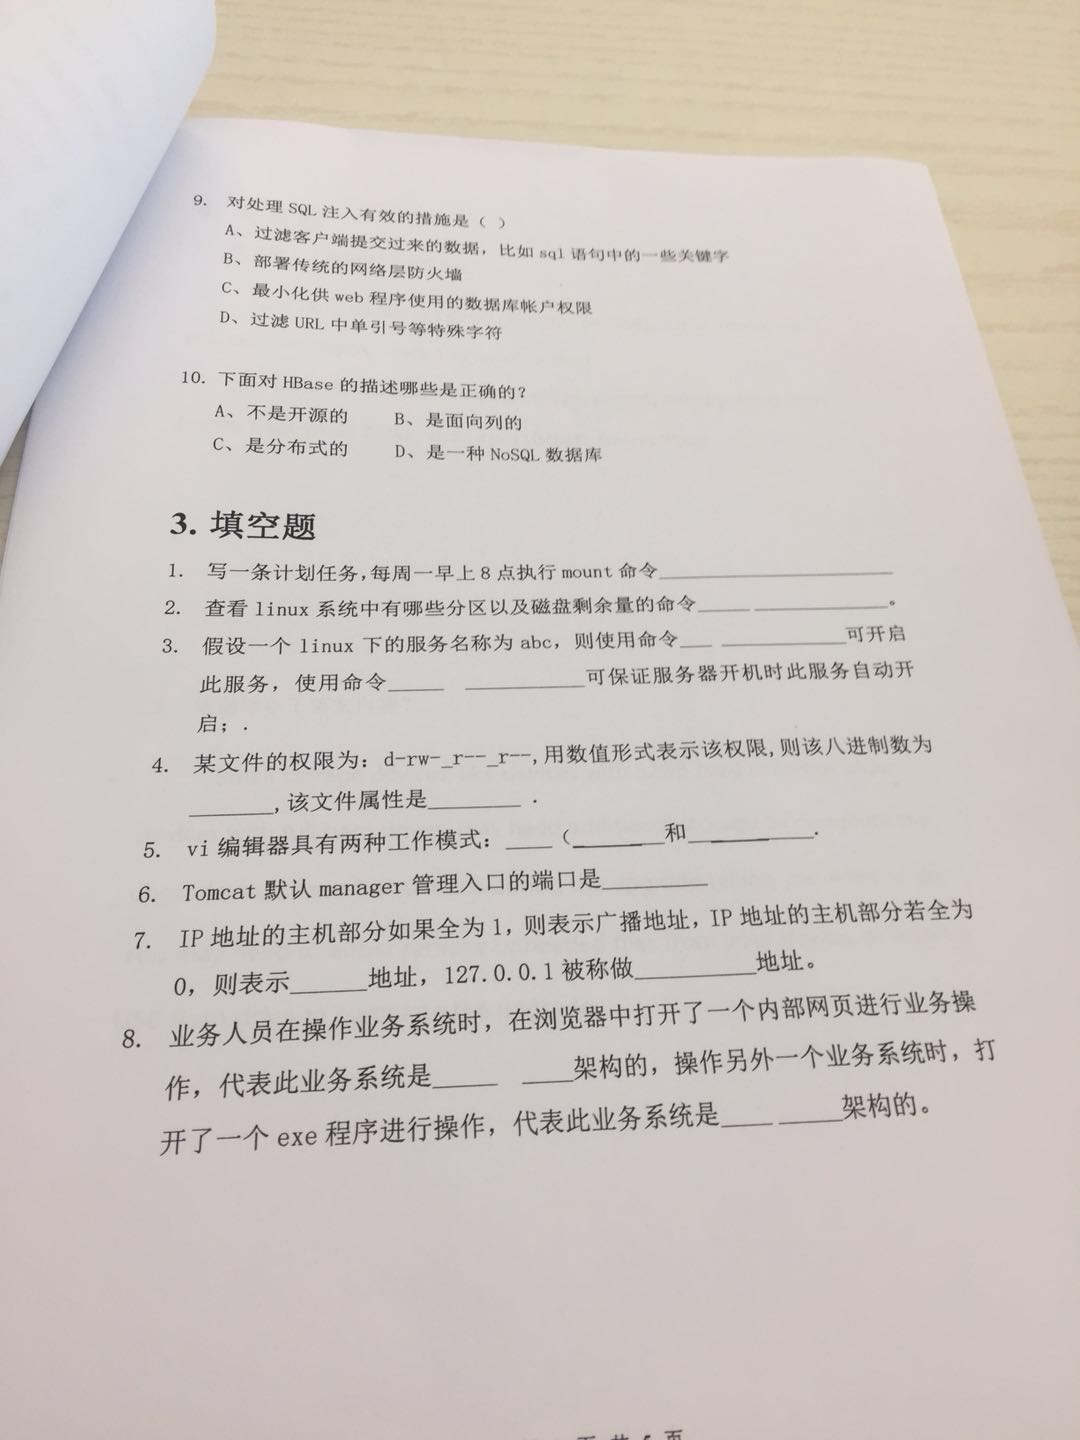 9. 对处理 SQL 注入有效的措施是（ ）
A、过滤客户端提交过来的数据，比如 sql 语句中的一些关键字
B、部署传统的网络层防火墙
C、最小化供 web 程序使用的数据库帐户权限
D、过滤 URL 中单引号等特殊字符
10. 下面对 HBase 的描述哪些是正确的？
A、不是开源的 B、是面向列的
C、是分布式的 D、是一种 NoSQL 数据库
3. 填空题
1. 写一条计划任务,每周一早上 8 点执行 mount 命令____________________
2. 查看 linux 系统中有哪些分区以及磁盘剩余量的命令_____ _____________。
3. 假设一个 linux 下的服务名称为 abc，则使用命令___ ____________可开启
此服务，使用命令_____ ___________可保证服务器开机时此服务自动开
启；.
4. 某文件的权限为：d-rw-_r--_r--,用数值形式表示该权限,则该八进制数为
_______,该文件属性是________ .
5. vi 编辑器具有两种工作模式：____（________和___________.
6. Tomcat 默认 manager 管理入口的端口是_________
7. IP 地址的主机部分如果全为 1，则表示广播地址，IP 地址的主机部分若全为
0，则表示______地址，127.0.0.1 被称做_________地址。
8. 业务人员在操作业务系统时，在浏览器中打开了一个内部网页进行业务操
作，代表此业务系统是_____ ____架构的，操作另外一个业务系统时，打
开了一个 exe 程序进行操作，代表此业务系统是____ _____架构的。